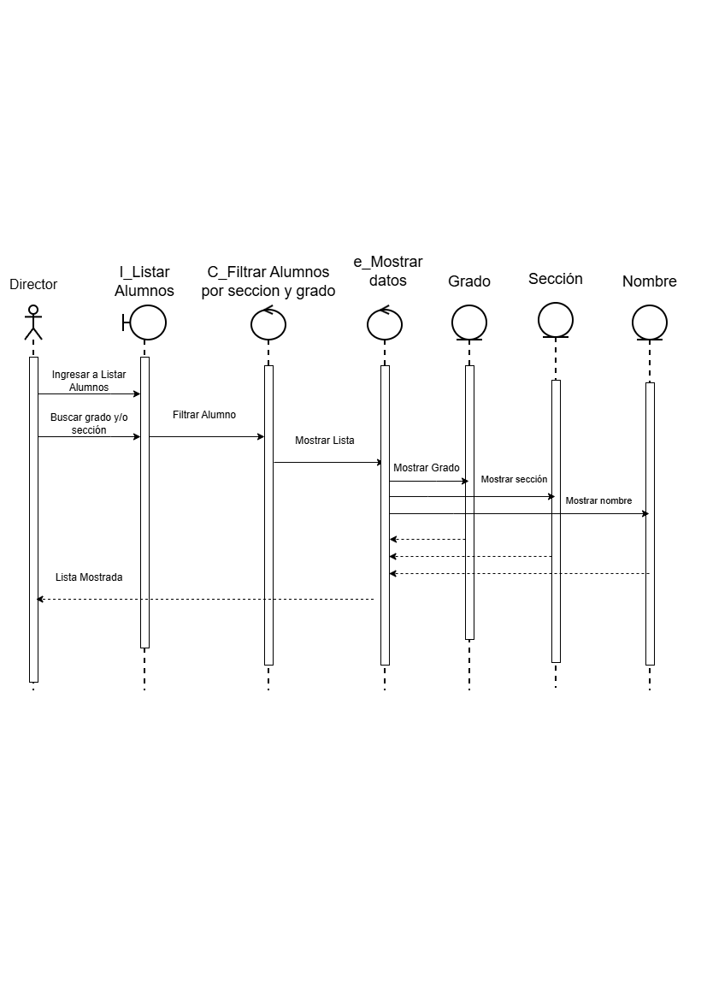 Director
I_Listar
Alumnos
C_Filtrar Alumnos
por seccion y grado
e_Mostrar
datos
Grado
Sección
Nombre
Ingresar a Listar
Alumnos
Buscar grado y/o
sección
Filtrar Alumno
Mostrar Lista
Mostrar Grado
Mostrar sección
Mostrar nombre
Lista Mostrada